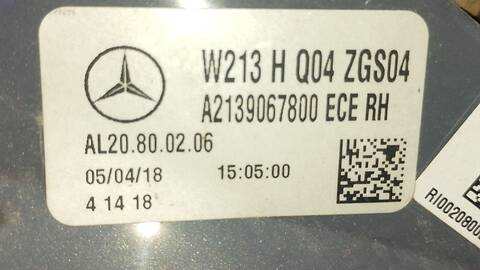 W213 H Q04 ZGS04
A2139067800 ECE RH
AL20.80.02.06
05/04/18 15:05:00
4 14 18